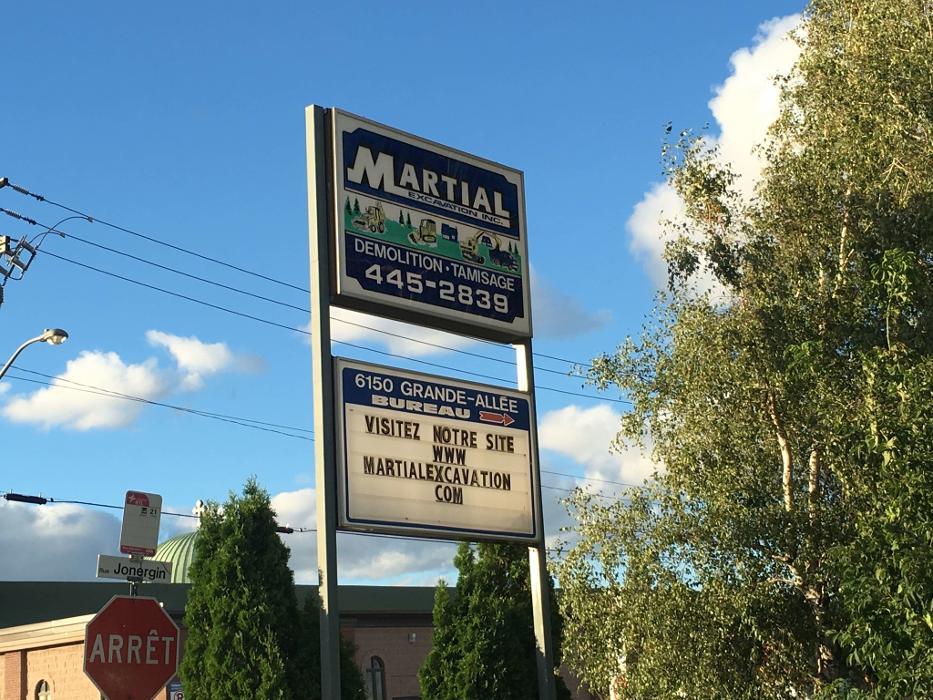 MARTIAL
EXCAVATION INC.
DEMOLITION · TAMISAGE
445-2839
6150 GRANDE-ALLÉE
BUREAU
VISITEZ NOTRE SITE
WWW
MARTIALEXCAVATION
COM
21
Rue Jonergin
ARRÊT